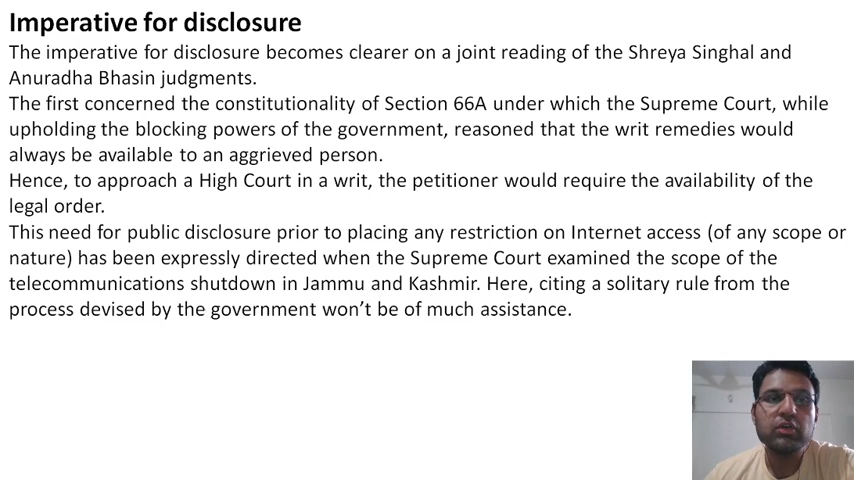 Imperative for disclosure
The imperative for disclosure becomes clearer on a joint reading of the Shreya Singhal and
Anuradha Bhasin judgments.
The first concerned the constitutionality of Section 66A under which the Supreme Court, while
upholding the blocking powers of the government, reasoned that the writ remedies would
always be available to an aggrieved person.
Hence, to approach a High Court in a writ, the petitioner would require the availability of the
legal order.
This need for public disclosure prior to placing any restriction on Internet access (of any scope or
nature) has been expressly directed when the Supreme Court examined the scope of the
telecommunications shutdown in Jammu and Kashmir. Here, citing a solitary rule from the
process devised by the government won’t be of much assistance.